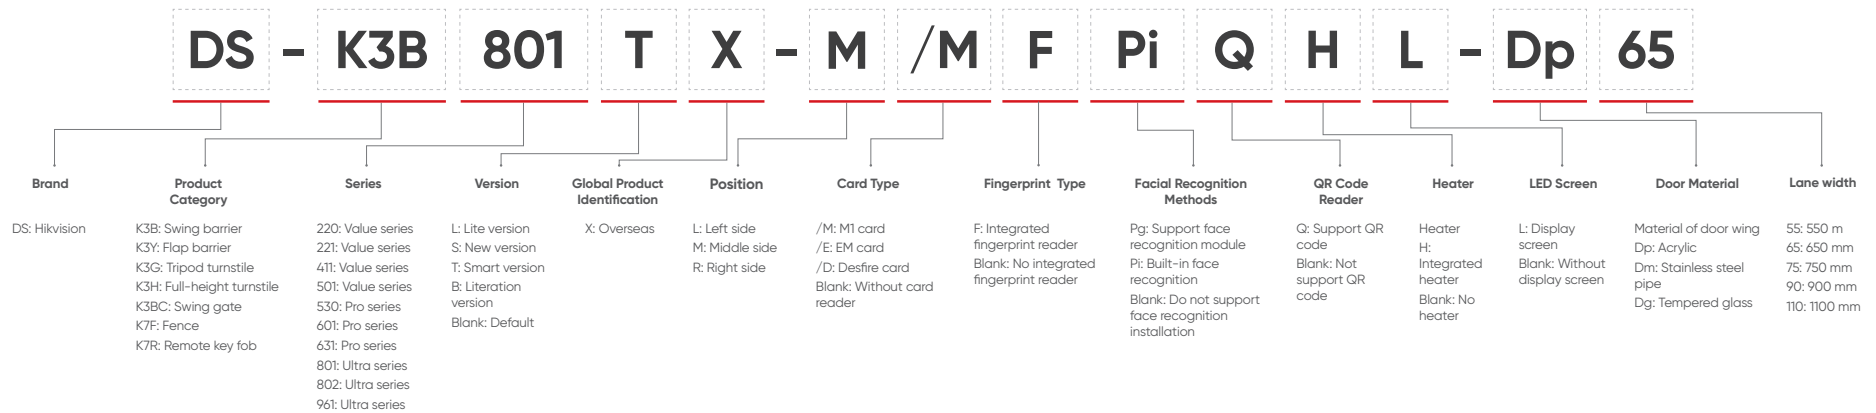 DS - K3B 801 T X - M /M F Pi Q H L - Dp 65
Brand
DS: Hikvision
Product
Category
K3B: Swing barrier
K3Y: Flap barrier
K3G: Tripod turnstile
K3H: Full-height turnstile
K3BC: Swing gate
K7F: Fence
K7R: Remote key fob
Series
220: Value series
221: Value series
411: Value series
501: Value series
530: Pro series
601: Pro series
631: Pro series
801: Ultra series
802: Ultra series
961: Ultra series
Version
L: Lite version
S: New version
T: Smart version
B: Literation
version
Blank: Default
Global Product
Identification
X: Overseas
Position
L: Left side
M: Middle side
R: Right side
Card Type
/M: M1 card
/E: EM card
/D: Desfire card
Blank: Without card
reader
Fingerprint Type
F: Integrated
fingerprint reader
Blank: No integrated
fingerprint reader
Facial Recognition
Methods
Pg: Support face
recognition module
Pi: Built-in face
recognition
Blank: Do not support
face recognition
installation
QR Code
Reader
Q: Support QR
code
Blank: Not
support QR
code
Heater
Heater
H:
Integrated
heater
Blank: No
heater
LED Screen
L: Display
screen
Blank: Without
display screen
Door Material
Material of door wing
Dp: Acrylic
Dm: Stainless steel
pipe
Dg: Tempered glass
Lane width
55: 550 m
65: 650 mm
75: 750 mm
90: 900 mm
110: 1100 mm